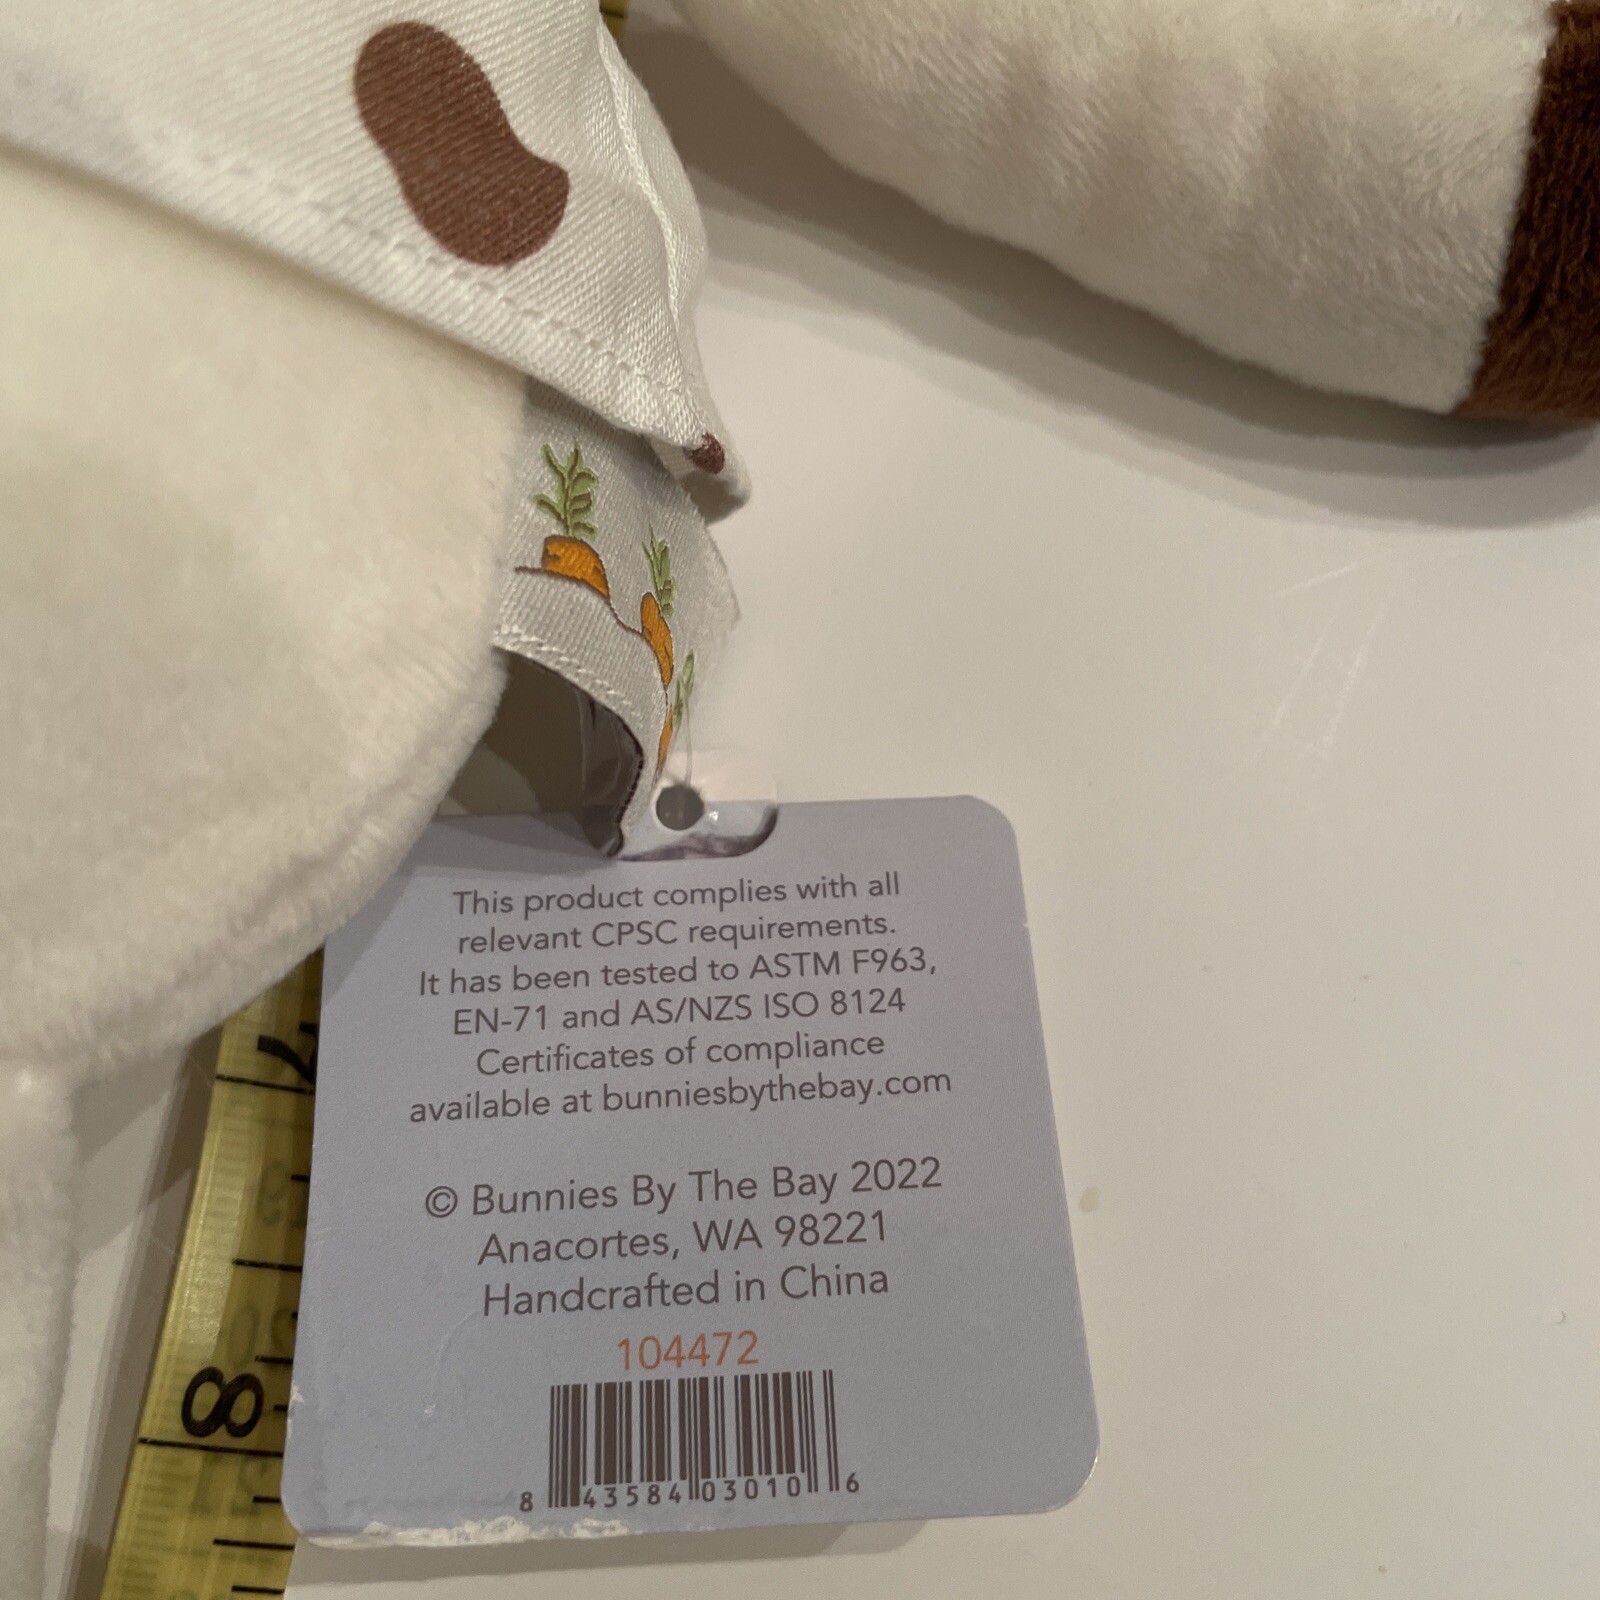 This product complies with all
relevant CPSC requirements.
It has been tested to ASTM F963,
EN-71 and AS/NZS ISO 8124
Certificates of compliance
available at bunniesbythebay.com
© Bunnies By The Bay 2022
Anacortes, WA 98221
Handcrafted in China
104472
8 43584 03010 6
7
8